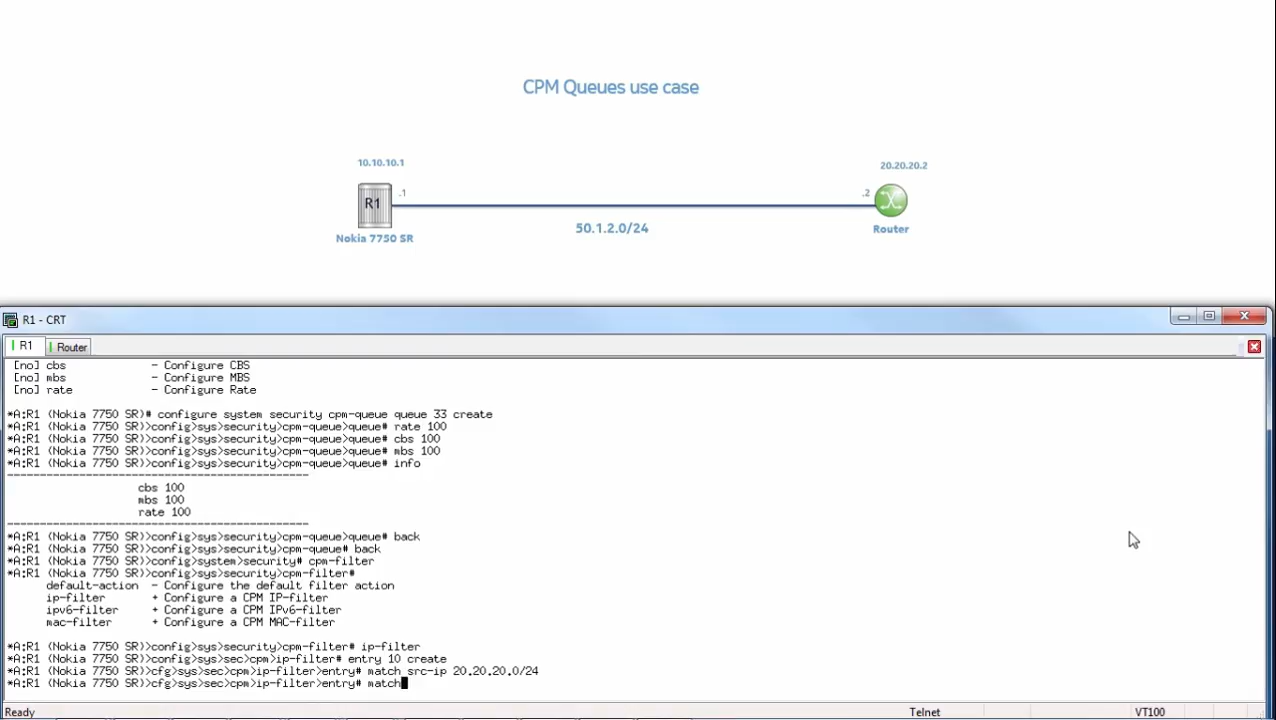 CPM Queues use case
10.10.10.1
20.20.20.2
.1
.2
R1
50.1.2.0/24
Router
Nokia 7750 SR
R1 - CRT
R1
Router
[no] cbs - Configure CBS
[no] mbs - Configure MBS
[no] rate - Configure Rate
*A:R1 (Nokia 7750 SR)# configure system security cpm-queue queue 33 create
*A:R1 (Nokia 7750 SR)>config>sys>security>cpm-queue>queue# rate 100
*A:R1 (Nokia 7750 SR)>config>sys>security>cpm-queue>queue# cbs 100
*A:R1 (Nokia 7750 SR)>config>sys>security>cpm-queue>queue# mbs 100
*A:R1 (Nokia 7750 SR)>config>sys>security>cpm-queue>queue# info
----------------------------------------------
cbs 100
mbs 100
rate 100
----------------------------------------------
*A:R1 (Nokia 7750 SR)>config>sys>security>cpm-queue>queue# back
*A:R1 (Nokia 7750 SR)>config>sys>security>cpm-queue# back
*A:R1 (Nokia 7750 SR)>config>system>security# cpm-filter
*A:R1 (Nokia 7750 SR)>config>sys>security>cpm-filter#
default-action - Configure the default filter action
ip-filter + Configure a CPM IP-filter
ipv6-filter + Configure a CPM IPv6-filter
mac-filter + Configure a CPM MAC-filter
*A:R1 (Nokia 7750 SR)>config>sys>security>cpm-filter# ip-filter
*A:R1 (Nokia 7750 SR)>config>sys>sec>cpm>ip-filter# entry 10 create
*A:R1 (Nokia 7750 SR)>cfg>sys>sec>cpm>ip-filter>entry# match src-ip 20.20.20.0/24
*A:R1 (Nokia 7750 SR)>cfg>sys>sec>cpm>ip-filter>entry# match
Ready
Telnet
VT100